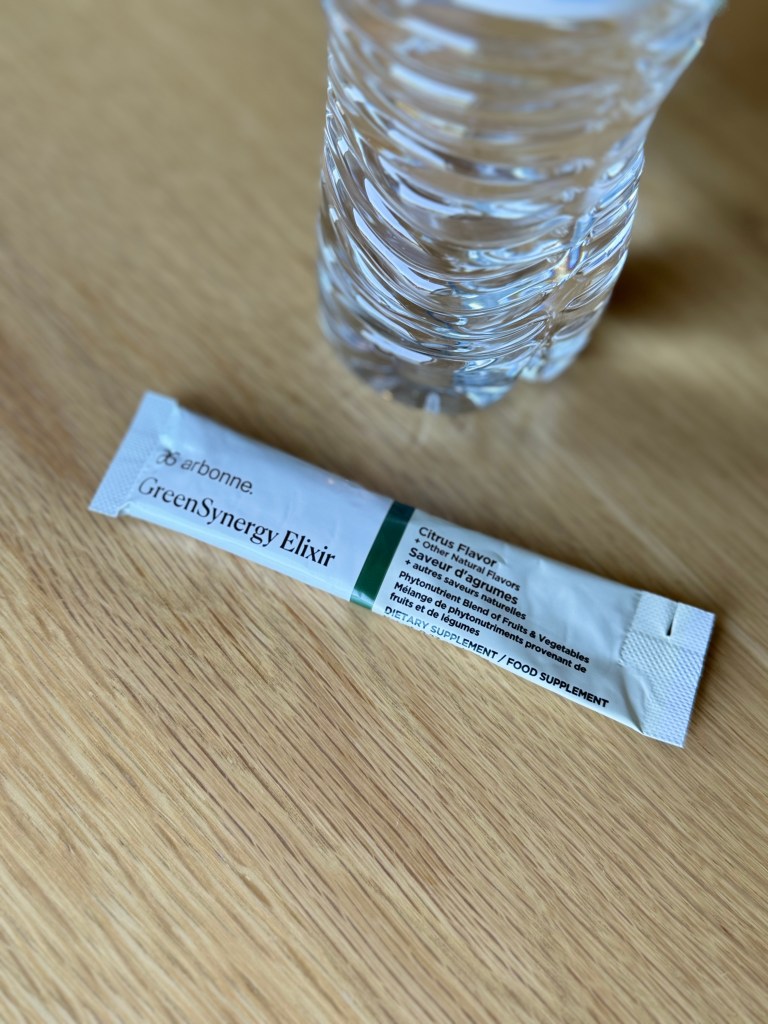 arbonne.
GreenSynergy Elixir
Citrus Flavor
+ Other Natural Flavors
Saveur d'agrumes
+ autres saveurs naturelles
Phytonutrient Blend of Fruits & Vegetables
Mélange de phytonutriments provenant de
fruits et de légumes
DIETARY SUPPLEMENT / FOOD SUPPLEMENT